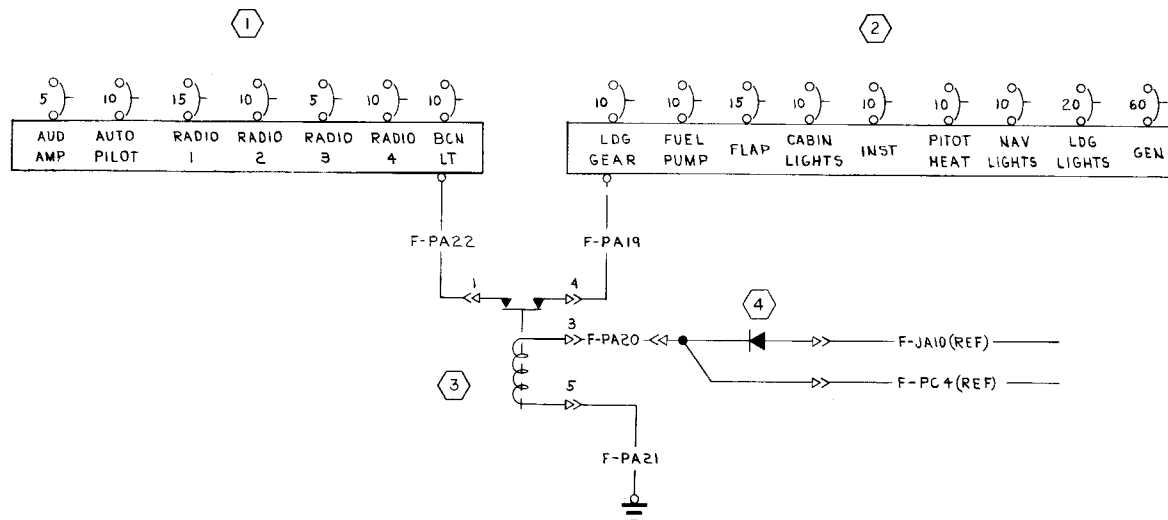 1
2
5 10 15 10 5 10 10
10 10 15 10 10 10 10 20 60
AUD AMP
AUTO PILOT
RADIO 1
RADIO 2
RADIO 3
RADIO 4
BCN LT
LDG GEAR
FUEL PUMP
FLAP
CABIN LIGHTS
INST
PITOT HEAT
NAV LIGHTS
LDG LIGHTS
GEN
F-PA22
F-PA19
1
4
4
3
F-PA20
F-JA10(REF)
3
5
F-PC4(REF)
F-PA21